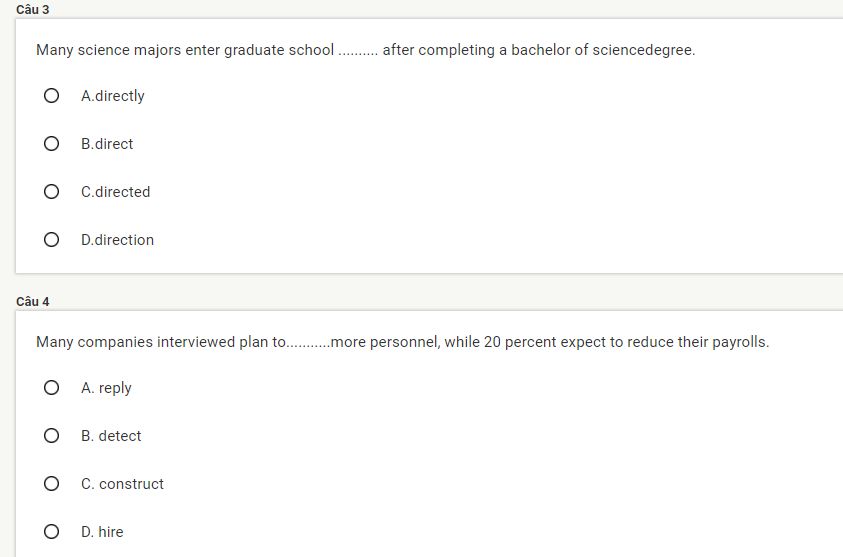 Câu 3
Many science majors enter graduate school .......... after completing a bachelor of sciencedegree.
A.directly
B.direct
C.directed
D.direction
Câu 4
Many companies interviewed plan to...........more personnel, while 20 percent expect to reduce their payrolls.
A. reply
B. detect
C. construct
D. hire